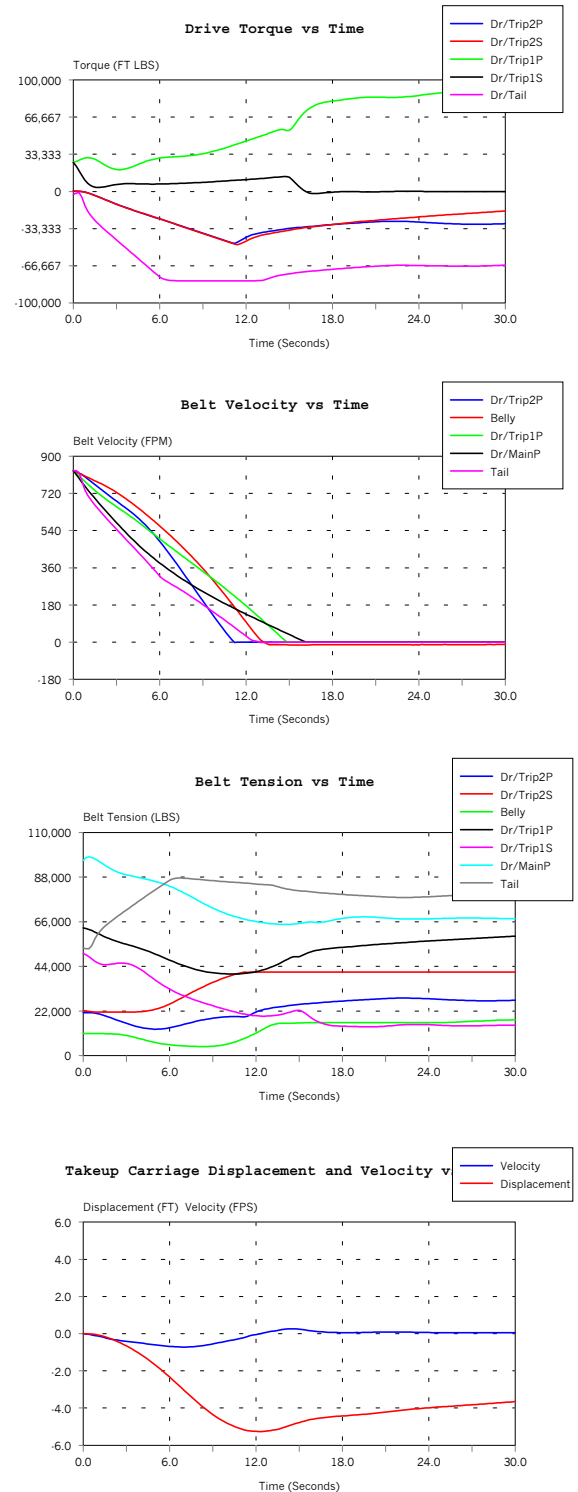 Drive Torque vs Time
Dr/Trip2P
Dr/Trip2S
Dr/Trip1P
Dr/Trip1S
Dr/Tail
Torque (FT LBS)
100,000
66,667
33,333
0
-33,333
-66,667
-100,000
0.0 6.0 12.0 18.0 24.0 30.0
Time (Seconds)
Belt Velocity vs Time
Dr/Trip2P
Belly
Dr/Trip1P
Dr/MainP
Tail
Belt Velocity (FPM)
900
720
540
360
180
0
-180
0.0 6.0 12.0 18.0 24.0 30.0
Time (Seconds)
Belt Tension vs Time
Dr/Trip2P
Dr/Trip2S
Belly
Dr/Trip1P
Dr/Trip1S
Dr/MainP
Tail
Belt Tension (LBS)
110,000
88,000
66,000
44,000
22,000
0
0.0 6.0 12.0 18.0 24.0 30.0
Time (Seconds)
Takeup Carriage Displacement and Velocity v
Velocity
Displacement
Displacement (FT) Velocity (FPS)
6.0
4.0
2.0
0.0
-2.0
-4.0
-6.0
0.0 6.0 12.0 18.0 24.0 30.0
Time (Seconds)